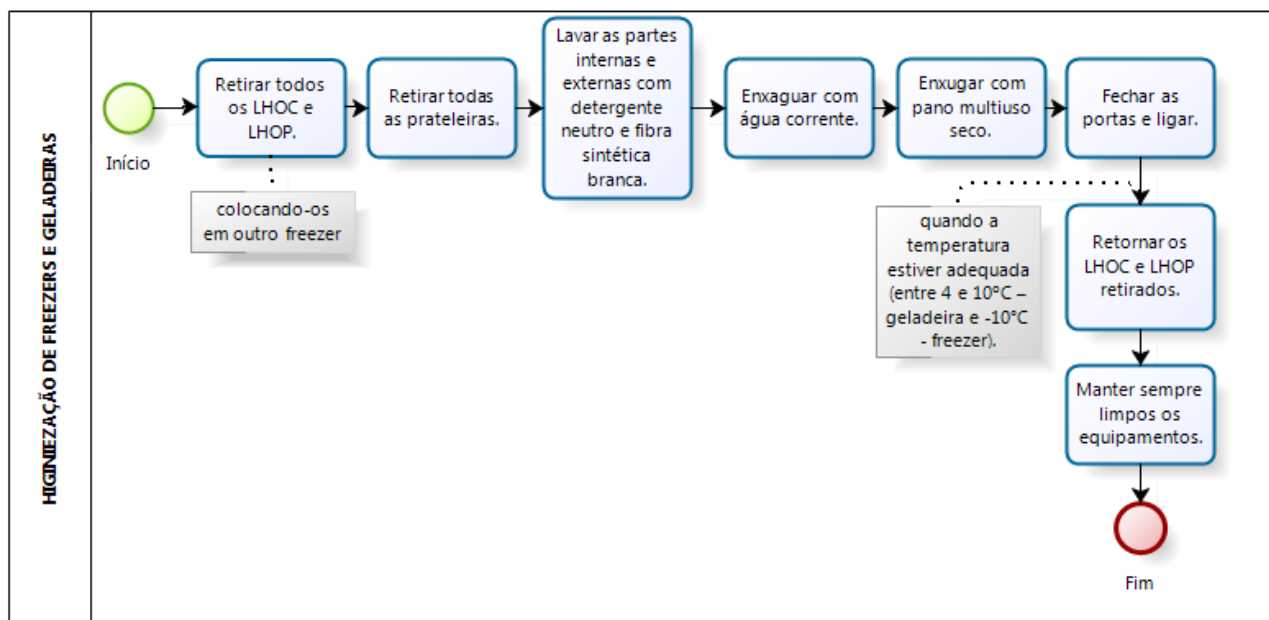 HIGINIEZAÇÃO DE FREEZERS E GELADEIRAS
Início
Retirar todos
os LHOC e
LHOP.
colocando-os
em outro freezer
Retirar todas
as prateleiras.
Lavar as partes
internas e
externas com
detergente
neutro e fibra
sintética
branca.
Enxaguar com
água corrente.
Enxugar com
pano multiuso
seco.
Fechar as
portas e ligar.
quando a
temperatura
estiver adequada
(entre 4 e 10ºC –
geladeira e -10°C
- freezer).
Retornar os
LHOC e LHOP
retirados.
Manter sempre
limpos os
equipamentos.
Fim